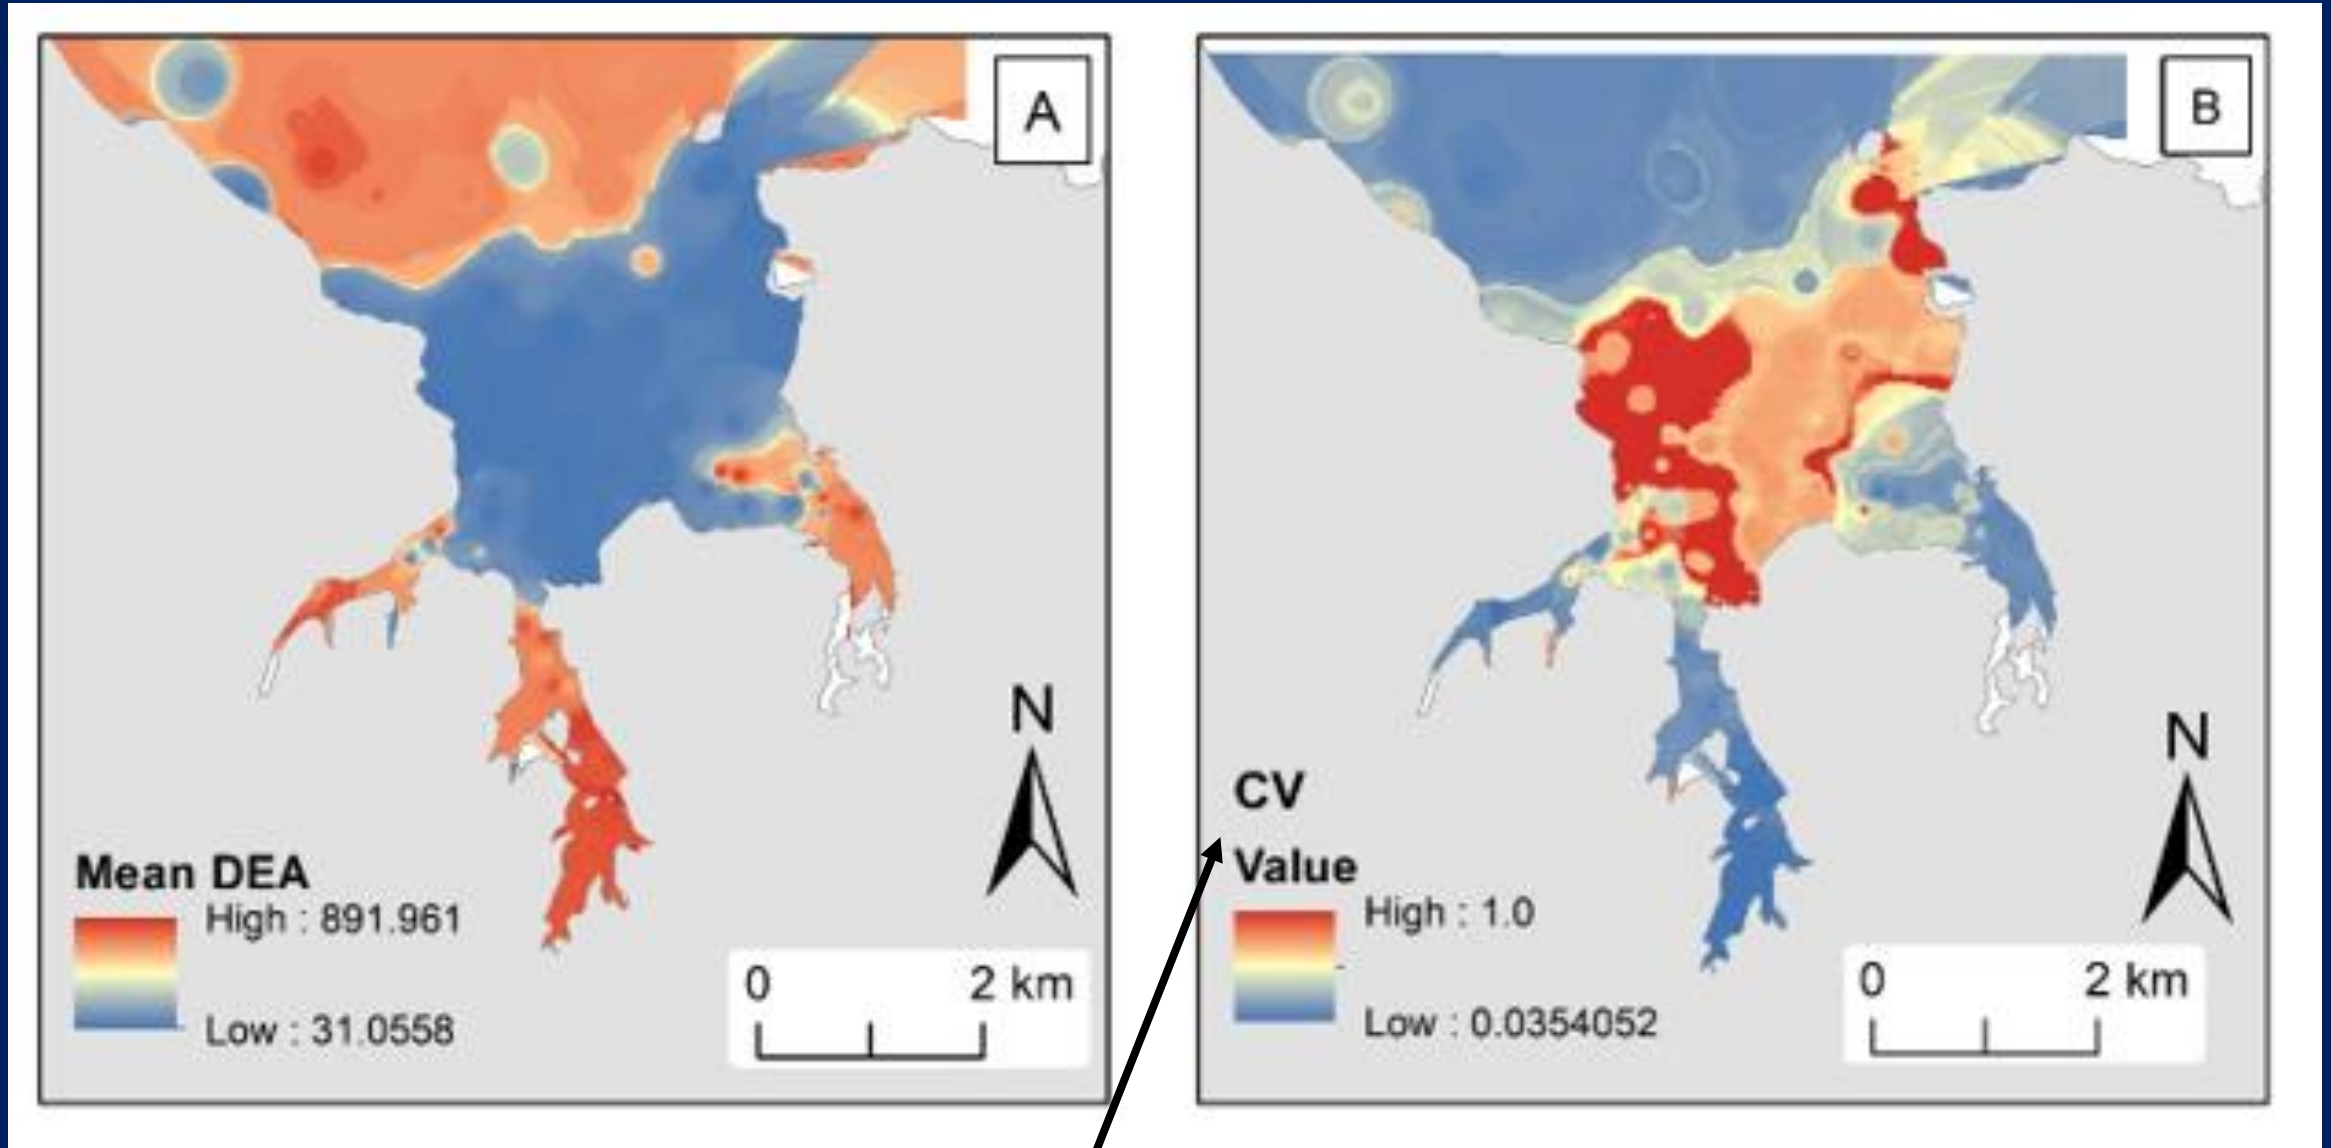 A
N
Mean DEA
High : 891.961
Low : 31.0558
0 2 km
B
N
CV
Value
High : 1.0
Low : 0.0354052
0 2 km